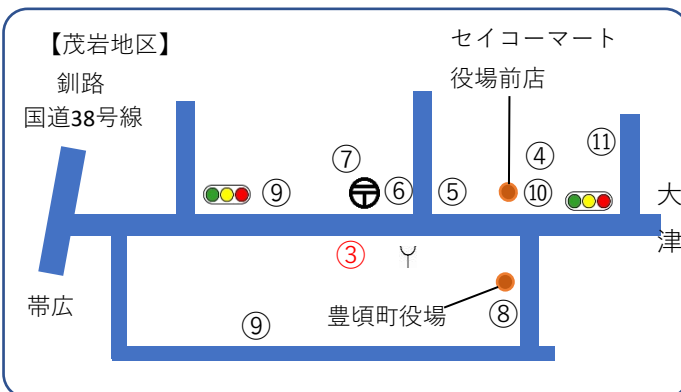 【茂岩地区】
釧路
国道38号線
帯広
セイコーマート
役場前店
⑦
⑨
⑥
⑤
④
⑩
⑪
大
津
③
豊頃町役場
⑧
⑨